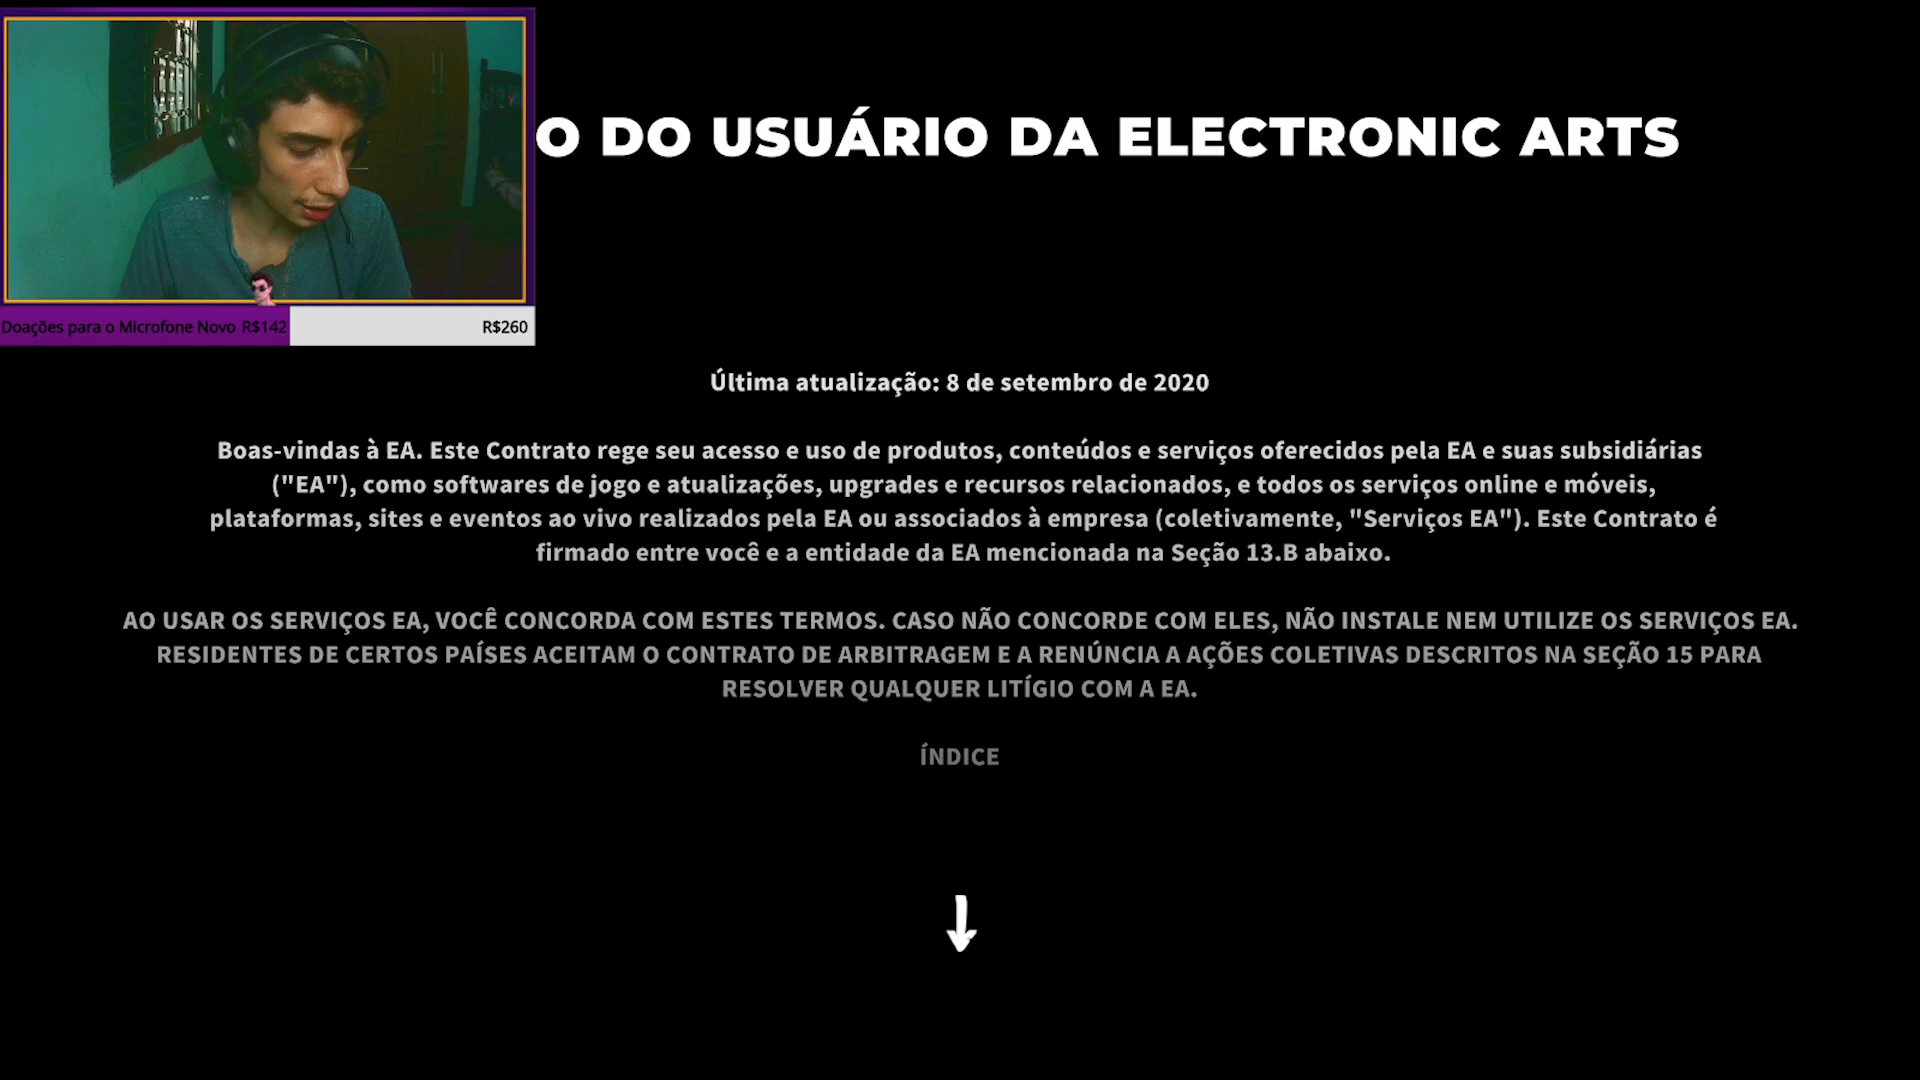 O DO USUÁRIO DA ELECTRONIC ARTS
Doações para o Microfone Novo R$142
R$260
Última atualização: 8 de setembro de 2020
Boas-vindas à EA. Este Contrato rege seu acesso e uso de produtos, conteúdos e serviços oferecidos pela EA e suas subsidiárias
("EA"), como softwares de jogo e atualizações, upgrades e recursos relacionados, e todos os serviços online e móveis,
plataformas, sites e eventos ao vivo realizados pela EA ou associados à empresa (coletivamente, "Serviços EA"). Este Contrato é
firmado entre você e a entidade da EA mencionada na Seção 13.B abaixo.
AO USAR OS SERVIÇOS EA, VOCÊ CONCORDA COM ESTES TERMOS. CASO NÃO CONCORDE COM ELES, NÃO INSTALE NEM UTILIZE OS SERVIÇOS EA.
RESIDENTES DE CERTOS PAÍSES ACEITAM O CONTRATO DE ARBITRAGEM E A RENÚNCIA A AÇÕES COLETIVAS DESCRITOS NA SEÇÃO 15 PARA
RESOLVER QUALQUER LITÍGIO COM A EA.
ÍNDICE